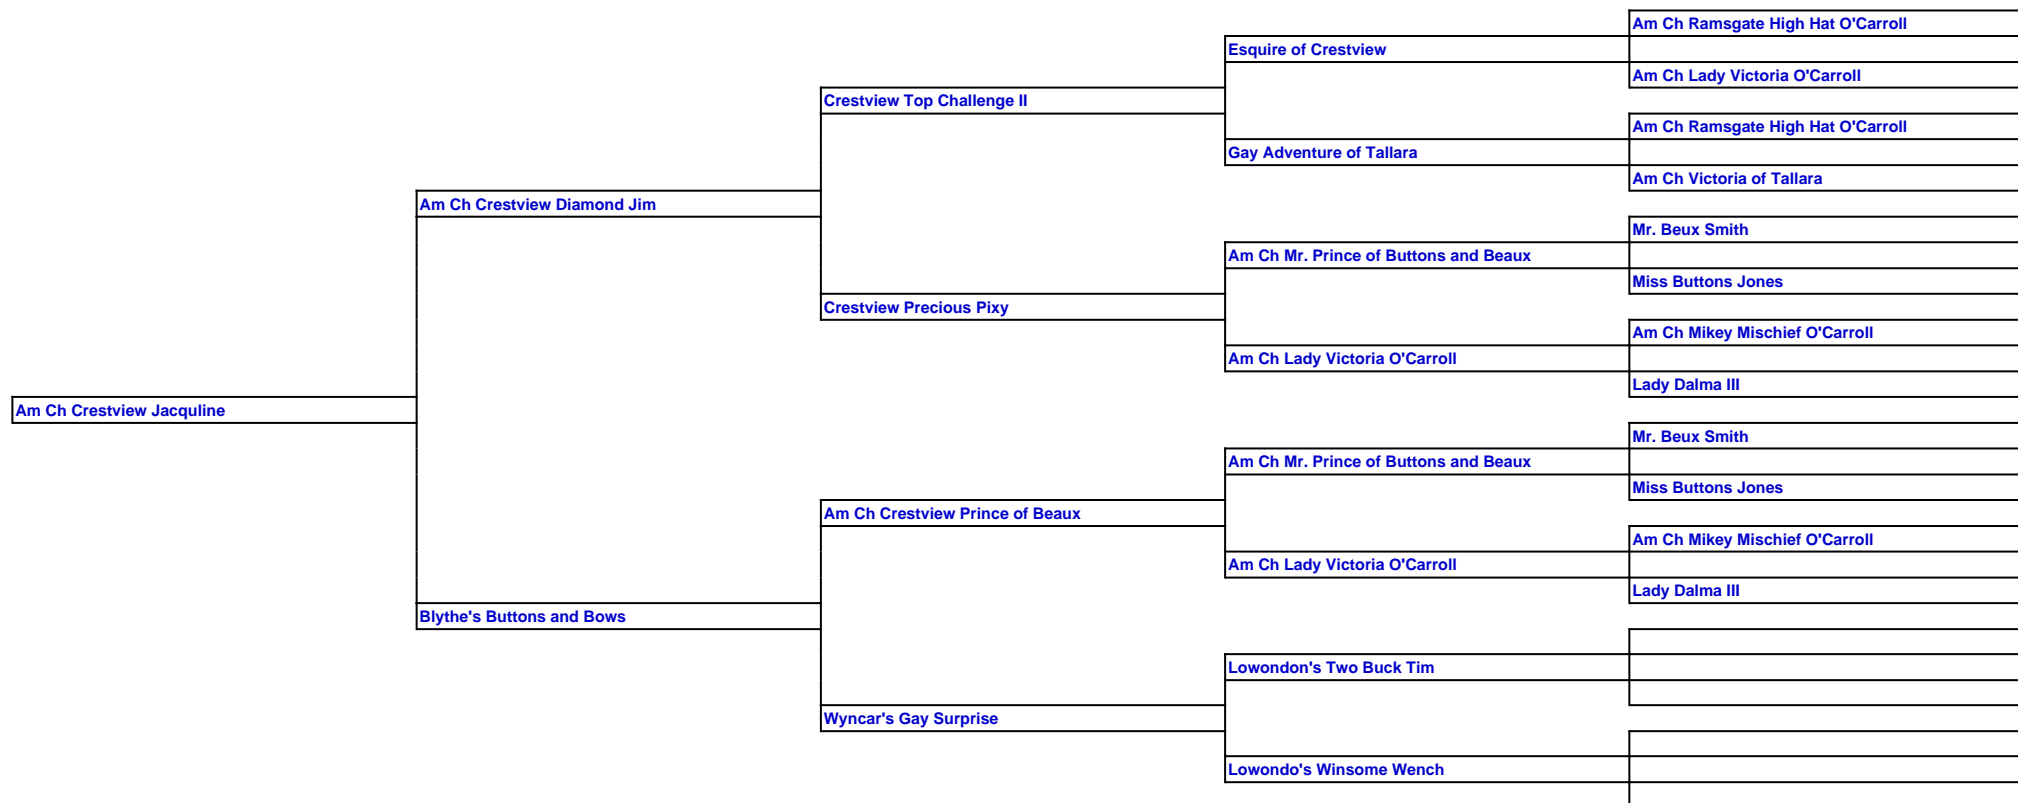 Am Ch Ramsgate High Hat O'Carroll
Esquire of Crestview
Am Ch Lady Victoria O'Carroll
Crestview Top Challenge II
Am Ch Ramsgate High Hat O'Carroll
Gay Adventure of Tallara
Am Ch Victoria of Tallara
Am Ch Crestview Diamond Jim
Mr. Beux Smith
Am Ch Mr. Prince of Buttons and Beaux
Miss Buttons Jones
Crestview Precious Pixy
Am Ch Mikey Mischief O'Carroll
Am Ch Lady Victoria O'Carroll
Lady Dalma III
Am Ch Crestview Jacquline
Mr. Beux Smith
Am Ch Mr. Prince of Buttons and Beaux
Miss Buttons Jones
Am Ch Crestview Prince of Beaux
Am Ch Mikey Mischief O'Carroll
Am Ch Lady Victoria O'Carroll
Lady Dalma III
Blythe's Buttons and Bows
Lowondon's Two Buck Tim
Wyncar's Gay Surprise
Lowondo's Winsome Wench